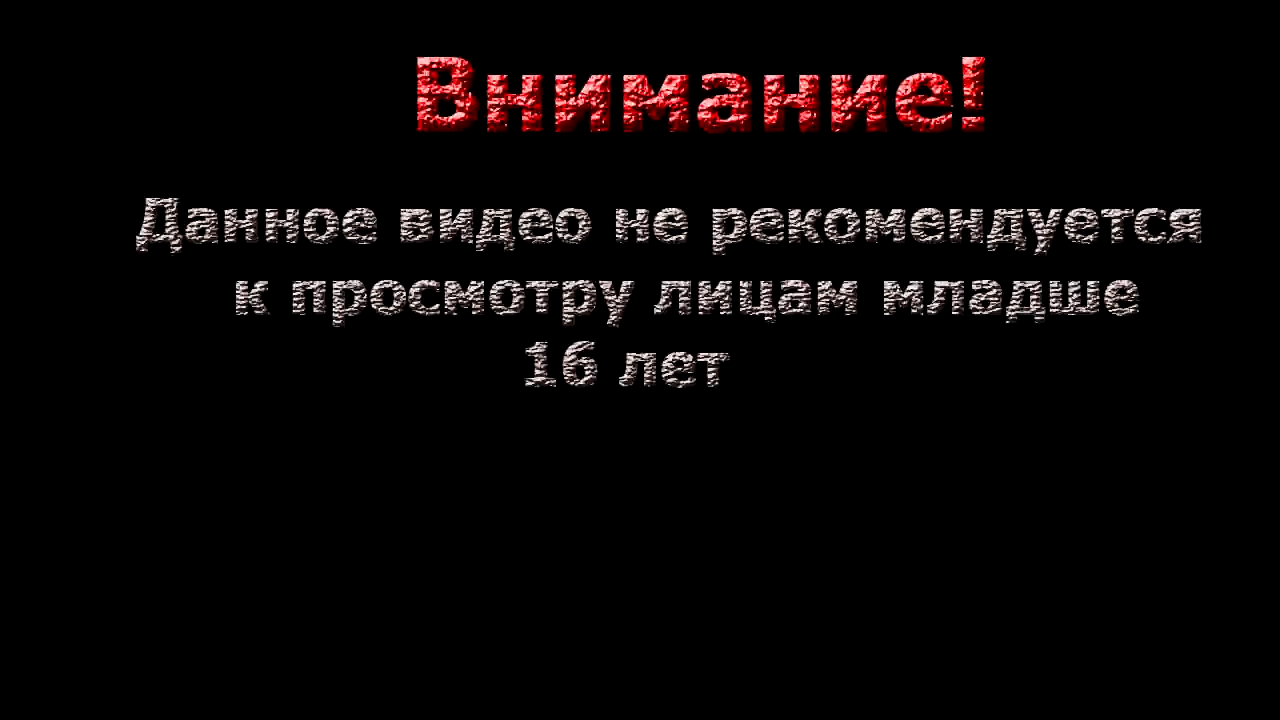 Внимание!
Данное видео не рекомендуется
к просмотру лицам младше
16 лет